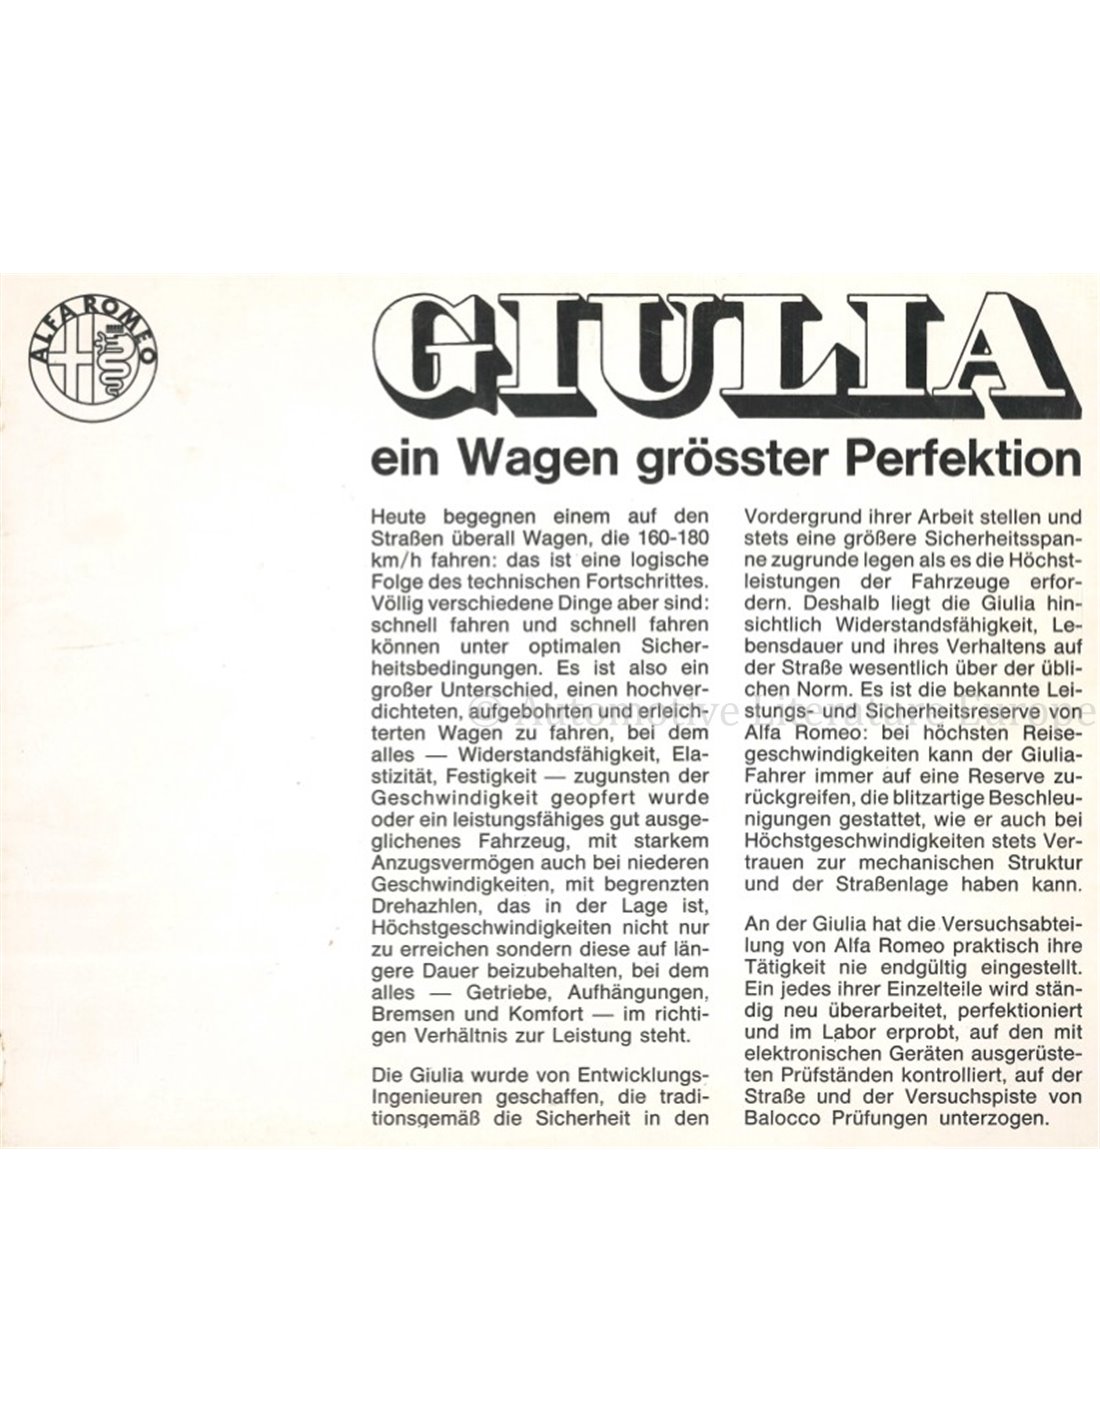 ALFA ROMEO
GIULIA
ein Wagen grösster Perfektion
Heute begegnen einem auf den
Straßen überall Wagen, die 160-180
km/h fahren: das ist eine logische
Folge des technischen Fortschrittes.
Völlig verschiedene Dinge aber sind:
schnell fahren und schnell fahren
können unter optimalen Sicher-
heitsbedingungen. Es ist also ein
großer Unterschied, einen hochver-
dichteten, aufgebohrten und erleich-
terten Wagen zu fahren, bei dem
alles — Widerstandsfähigkeit, Ela-
stizität, Festigkeit — zugunsten der
Geschwindigkeit geopfert wurde
oder ein leistungsfähiges gut ausge-
glichenes Fahrzeug, mit starkem
Anzugsvermögen auch bei niederen
Geschwindigkeiten, mit begrenzten
Drehazhlen, das in der Lage ist,
Höchstgeschwindigkeiten nicht nur
zu erreichen sondern diese auf län-
gere Dauer beizubehalten, bei dem
alles — Getriebe, Aufhängungen,
Bremsen und Komfort — im richti-
gen Verhältnis zur Leistung steht.
Die Giulia wurde von Entwicklungs-
Ingenieuren geschaffen, die tradi-
tionsgemäß die Sicherheit in den
Vordergrund ihrer Arbeit stellen und
stets eine größere Sicherheitsspan-
ne zugrunde legen als es die Höchst-
leistungen der Fahrzeuge erfor-
dern. Deshalb liegt die Giulia hin-
sichtlich Widerstandsfähigkeit, Le-
bensdauer und ihres Verhaltens auf
der Straße wesentlich über der übli-
chen Norm. Es ist die bekannte Lei-
stungs- und Sicherheitsreserve von
Alfa Romeo: bei höchsten Reise-
geschwindigkeiten kann der Giulia-
Fahrer immer auf eine Reserve zu-
rückgreifen, die blitzartige Beschleu-
nigungen gestattet, wie er auch bei
Höchstgeschwindigkeiten stets Ver-
trauen zur mechanischen Struktur
und der Straßenlage haben kann.
An der Giulia hat die Versuchsabtei-
lung von Alfa Romeo praktisch ihre
Tätigkeit nie endgültig eingestellt.
Ein jedes ihrer Einzelteile wird stän-
dig neu überarbeitet, perfektioniert
und im Labor erprobt, auf den mit
elektronischen Geräten ausgerüste-
ten Prüfständen kontrolliert, auf der
Straße und der Versuchspiste von
Balocco Prüfungen unterzogen.
© Automotive Literature Europe